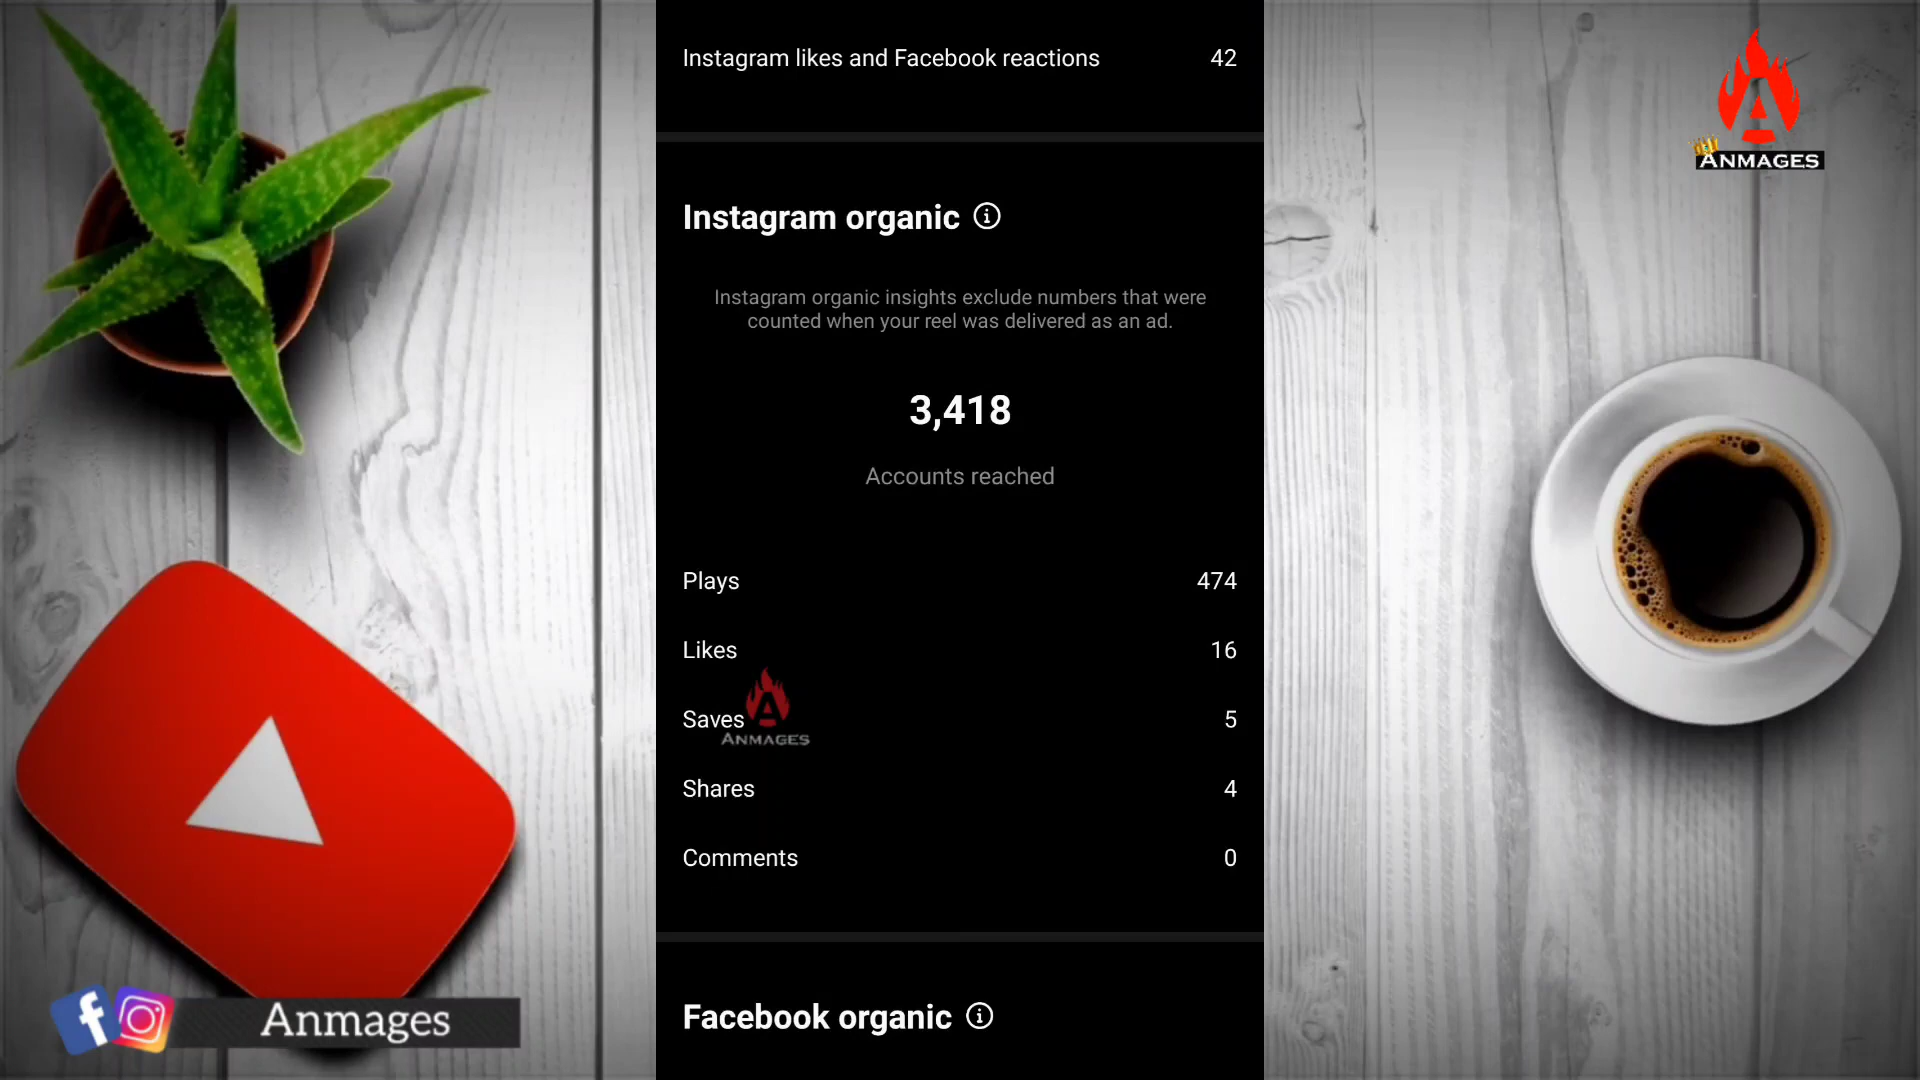 Instagram likes and Facebook reactions 42
ANMAGES
Instagram organic
Instagram organic insights exclude numbers that were
counted when your reel was delivered as an ad.
3,418
Accounts reached
Plays 474
Likes 16
Saves 5
ANMAGES
Shares 4
Comments 0
Facebook organic
Anmages